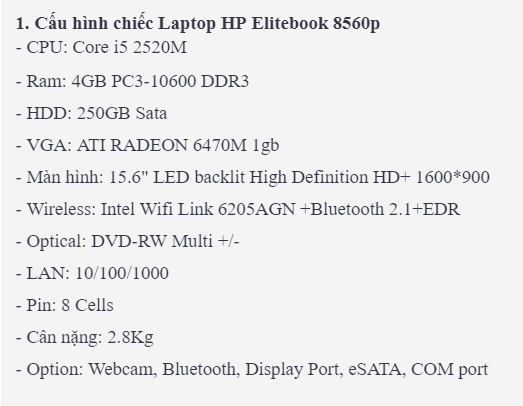 1. Cấu hình chiếc Laptop HP Elitebook 8560p
- CPU: Core i5 2520M
- Ram: 4GB PC3-10600 DDR3
- HDD: 250GB Sata
- VGA: ATI RADEON 6470M 1gb
- Màn hình: 15.6" LED backlit High Definition HD+ 1600*900
- Wireless: Intel Wifi Link 6205AGN +Bluetooth 2.1+EDR
- Optical: DVD-RW Multi +/-
- LAN: 10/100/1000
- Pin: 8 Cells
- Cân nặng: 2.8Kg
- Option: Webcam, Bluetooth, Display Port, eSATA, COM port